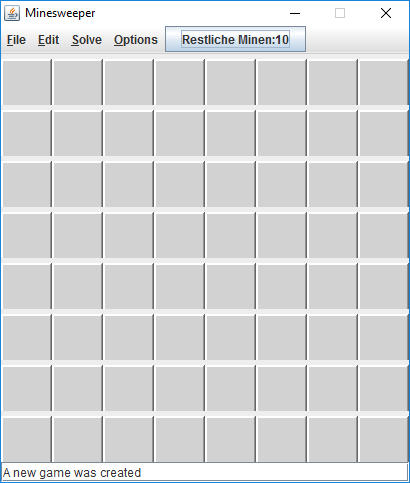 Minesweeper
File Edit Solve Options Restliche Minen:10
A new game was created